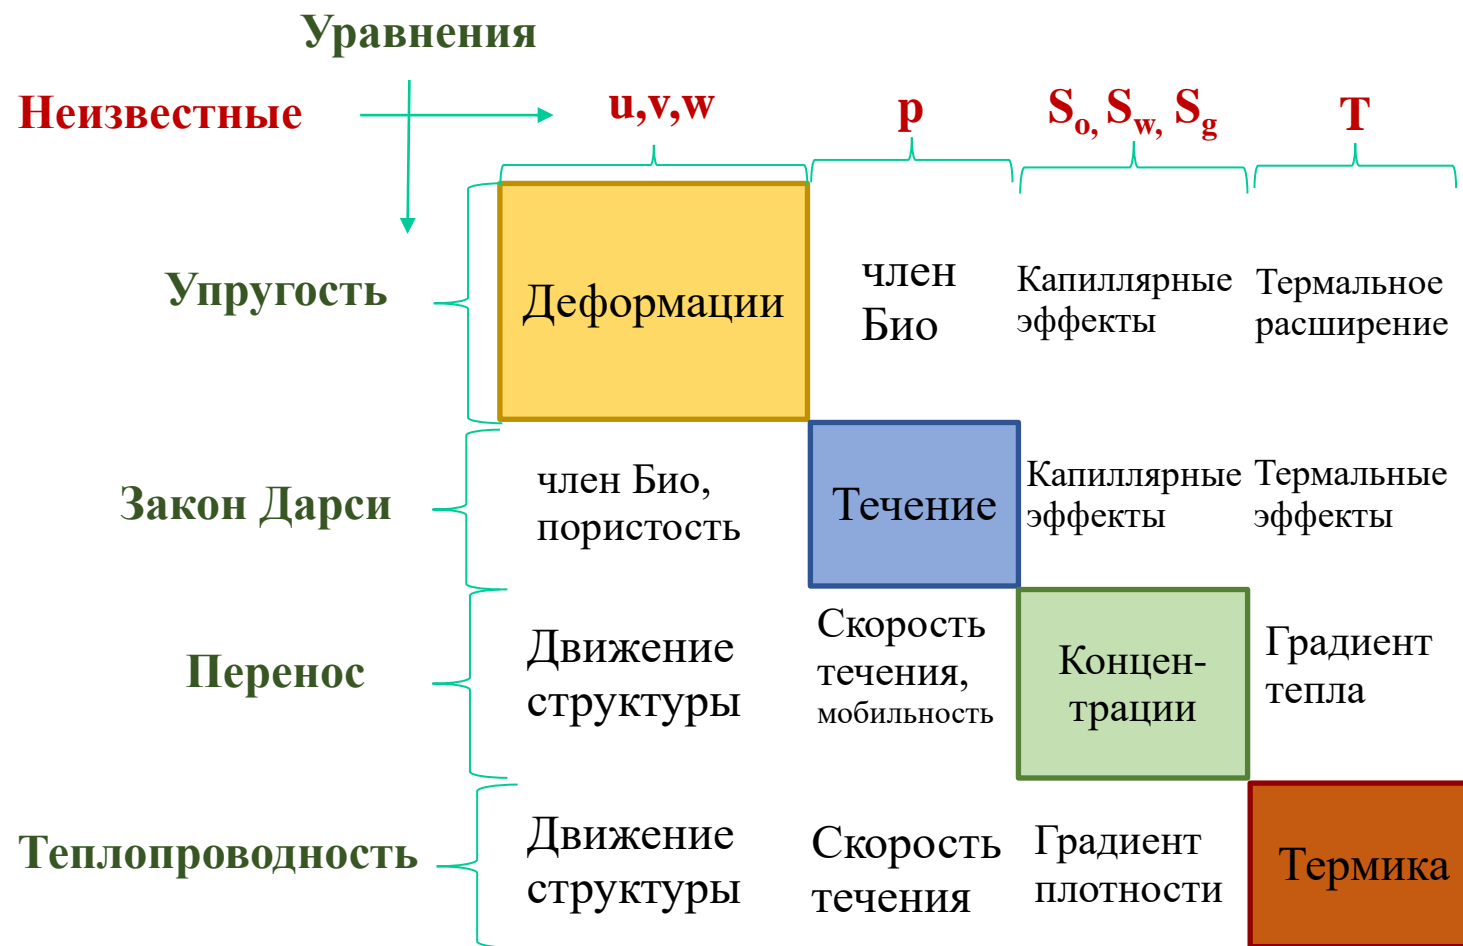 Уравнения
Неизвестные
u,v,w
p
So, Sw, Sg
T
Упругость
Деформации
член
Био
Капиллярные
эффекты
Термальное
расширение
Закон Дарси
член Био,
пористость
Течение
Капиллярные
эффекты
Термальные
эффекты
Перенос
Движение
структуры
Скорость
течения,
мобильность
Концен-
трации
Градиент
тепла
Теплопроводность
Движение
структуры
Скорость
течения
Градиент
плотности
Термика